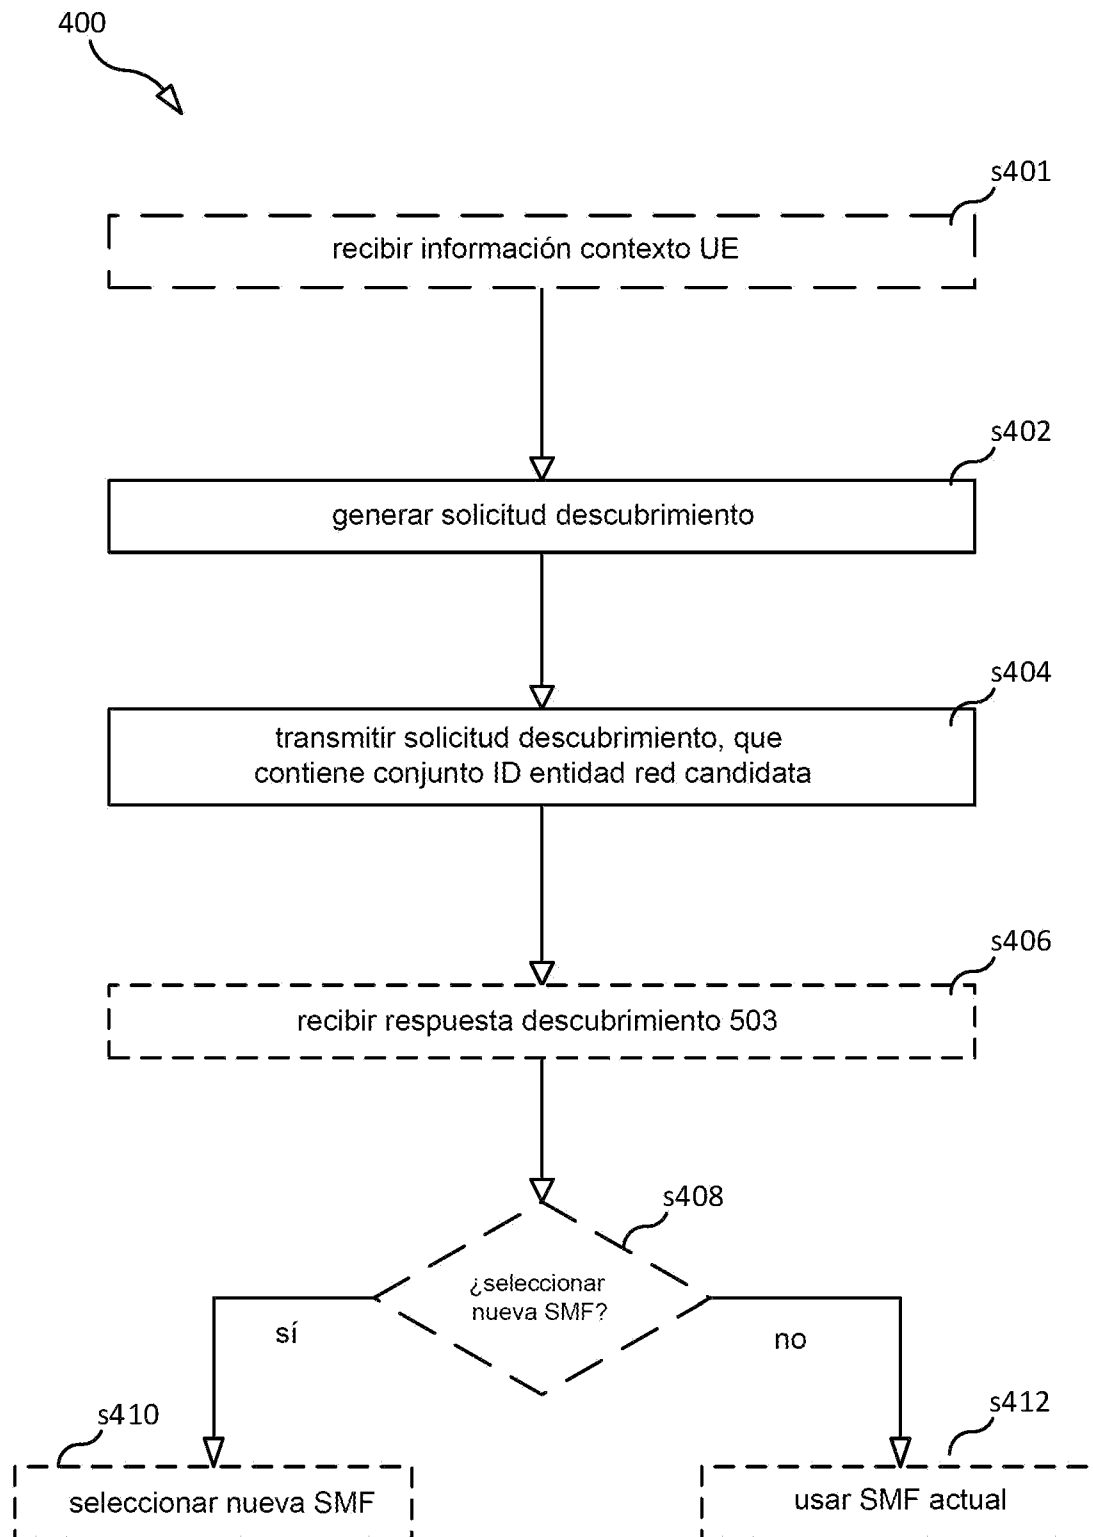 400
s401
recibir información contexto UE
s402
generar solicitud descubrimiento
s404
transmitir solicitud descubrimiento, que
contiene conjunto ID entidad red candidata
s406
recibir respuesta descubrimiento 503
s408
¿seleccionar
nueva SMF?
sí
no
s410
s412
seleccionar nueva SMF
usar SMF actual